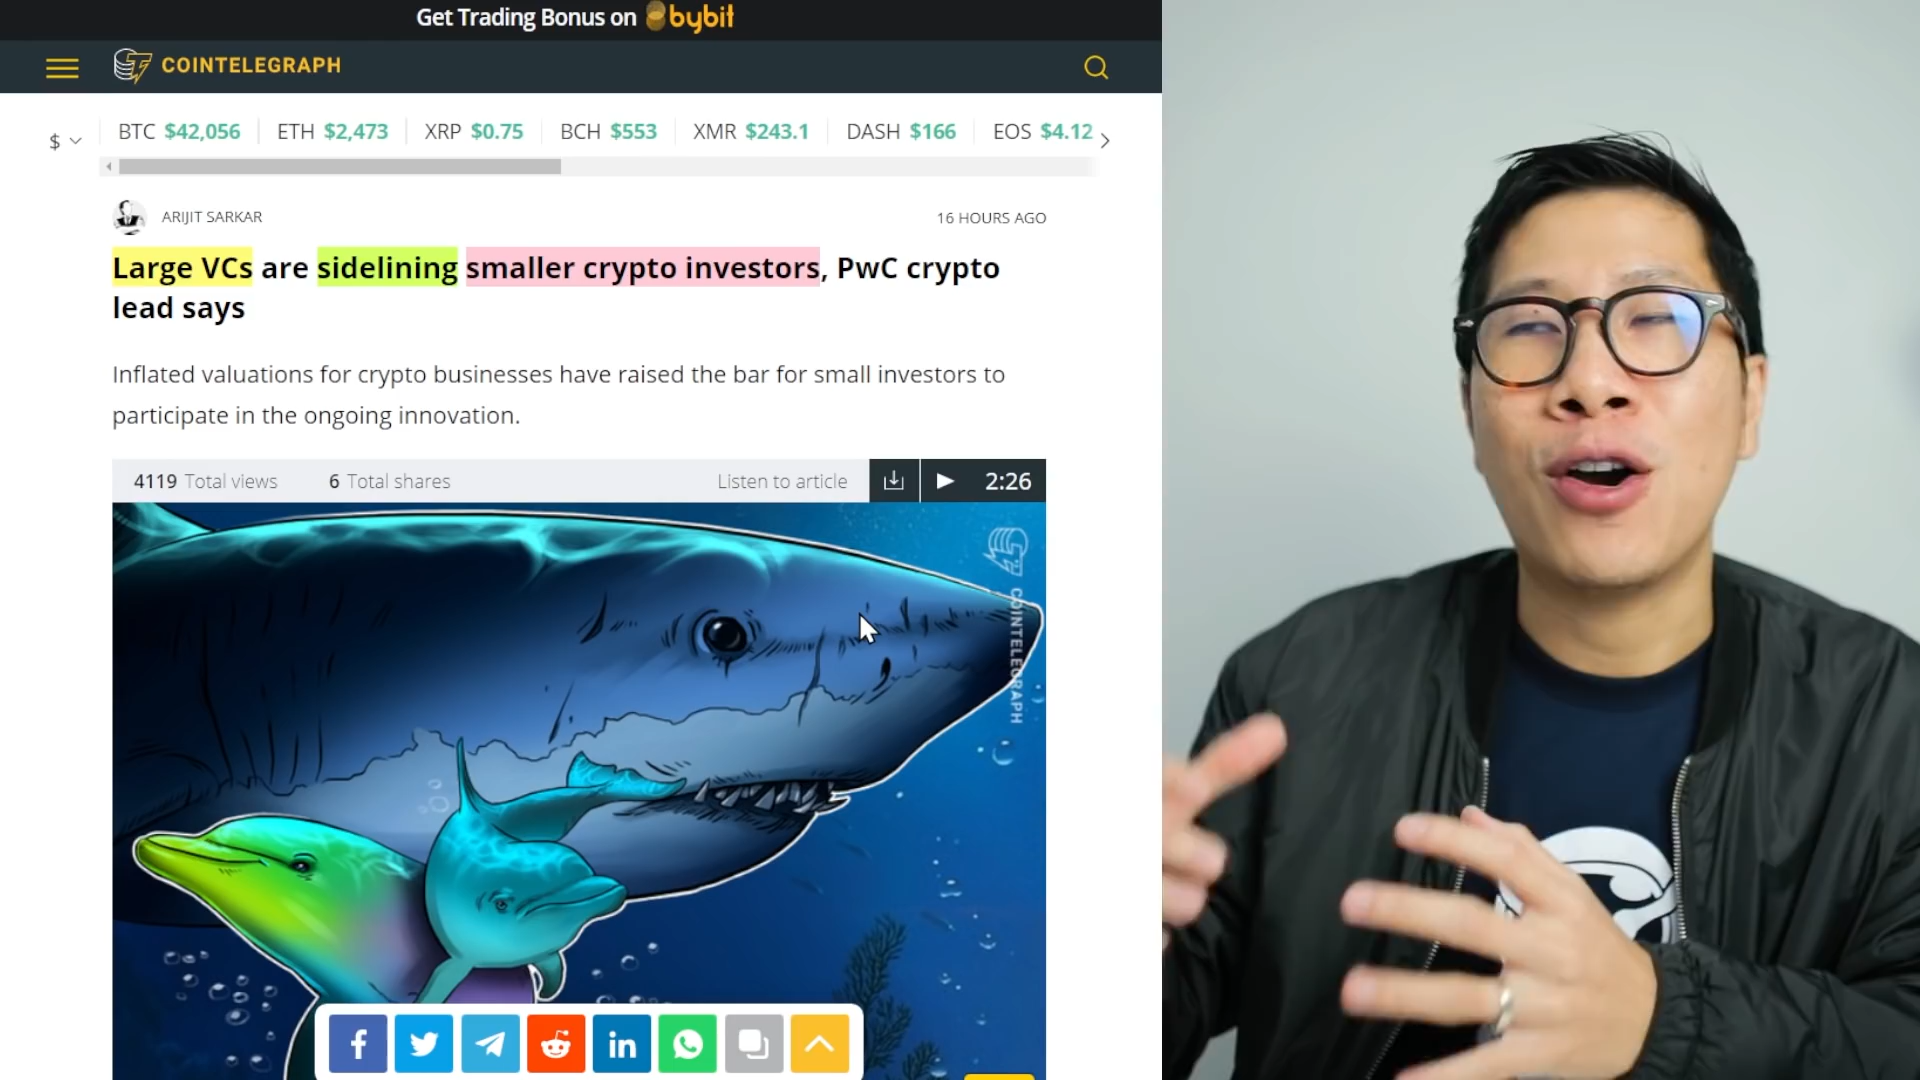 Get Trading Bonus on bybit
COINTELEGRAPH
$ BTC $42,056 ETH $2,473 XRP $0.75 BCH $553 XMR $243.1 DASH $166 EOS $4.12
ARIJIT SARKAR 16 HOURS AGO
Large VCs are sidelining smaller crypto investors, PwC crypto
lead says
Inflated valuations for crypto businesses have raised the bar for small investors to
participate in the ongoing innovation.
4119 Total views 6 Total shares Listen to article 2:26
COINTELEGRAPH